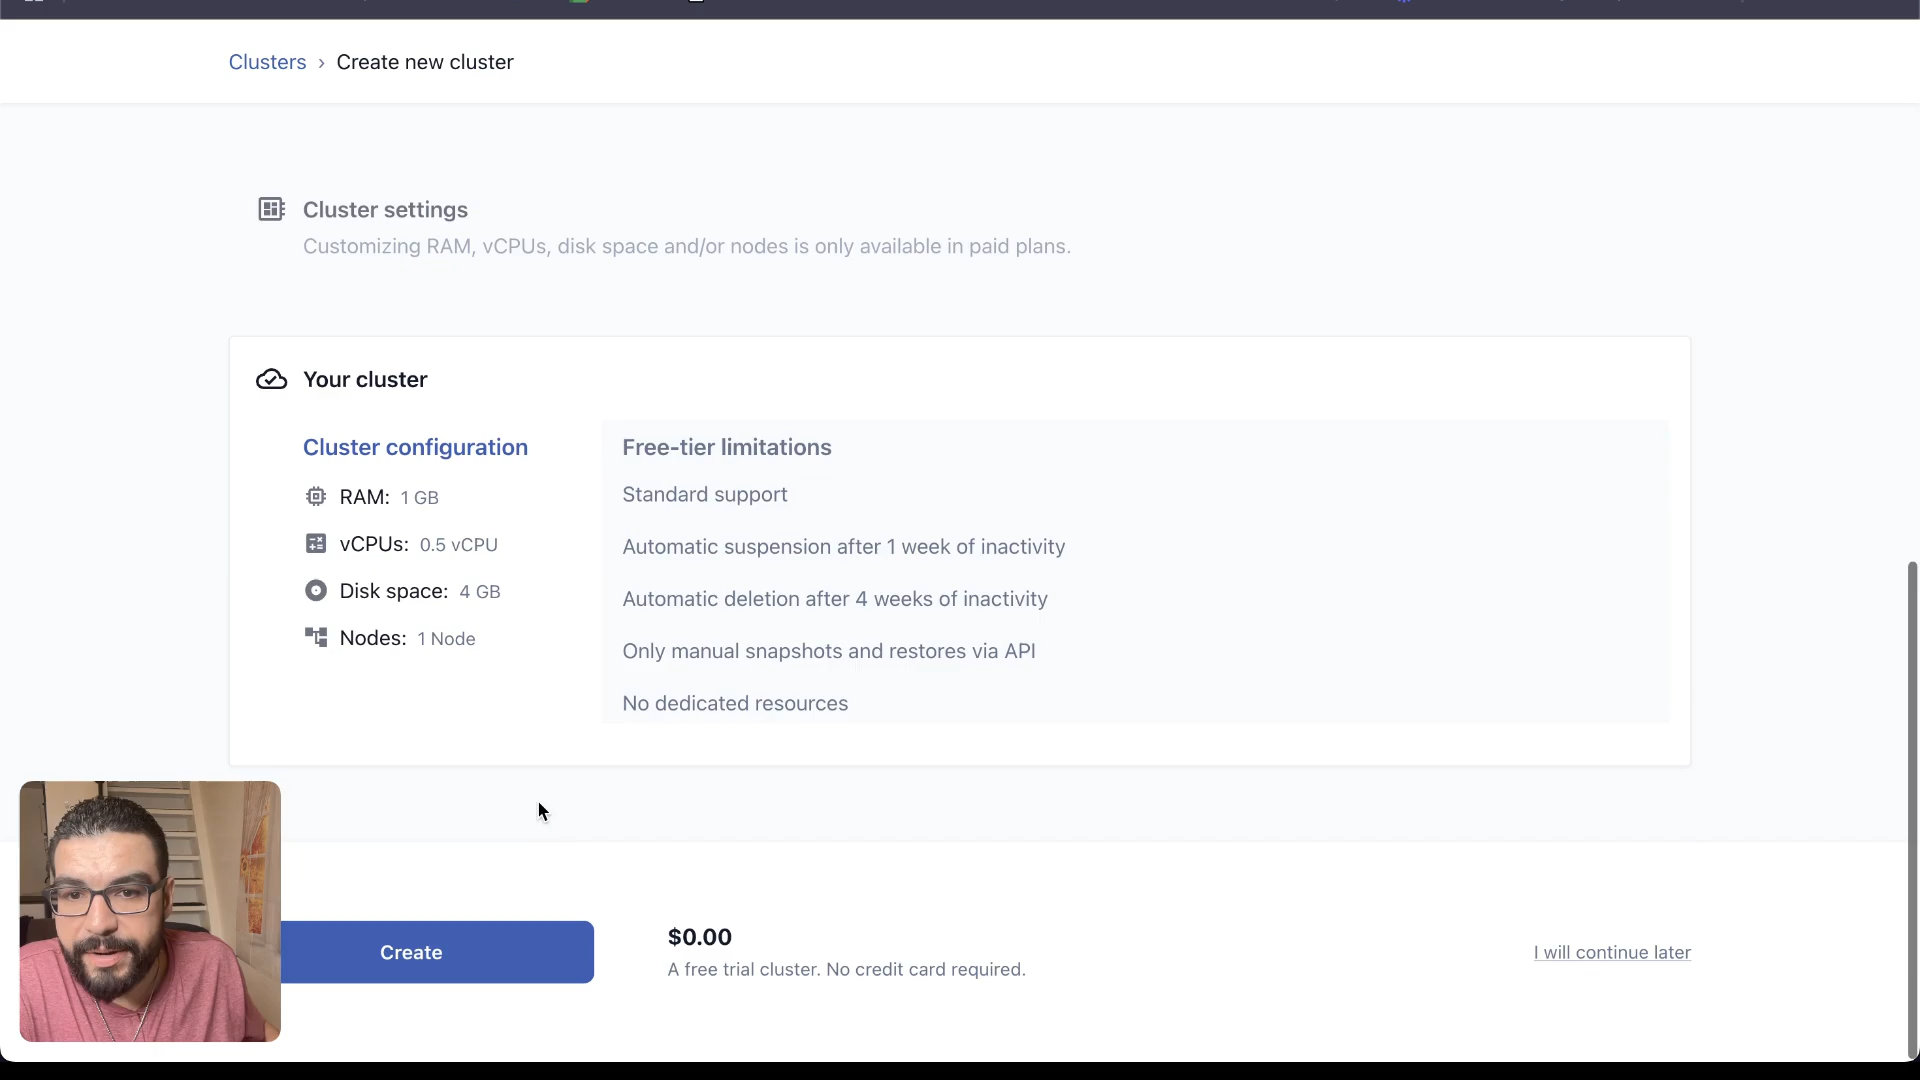 Clusters › Create new cluster
Cluster settings
Customizing RAM, vCPUs, disk space and/or nodes is only available in paid plans.
Your cluster
Cluster configuration
RAM: 1 GB
vCPUs: 0.5 vCPU
Disk space: 4 GB
Nodes: 1 Node
Free-tier limitations
Standard support
Automatic suspension after 1 week of inactivity
Automatic deletion after 4 weeks of inactivity
Only manual snapshots and restores via API
No dedicated resources
Create
$0.00
A free trial cluster. No credit card required.
I will continue later